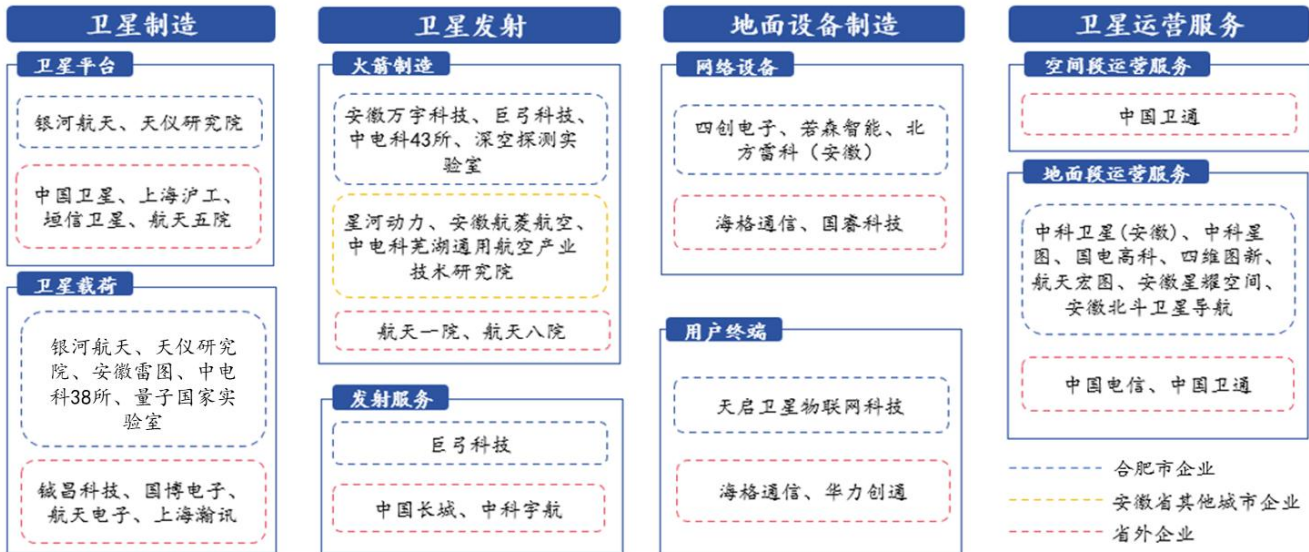 卫星制造
卫星平台
银河航天、天仪研究院
中国卫星、上海沪工、
垣信卫星、航天五院
卫星载荷
银河航天、天仪研究
院、安徽雷图、中电
科38所、量子国家实
验室
铖昌科技、国博电子、
航天电子、上海瀚讯
卫星发射
火箭制造
安徽万宇科技、巨弓科技、
中电科43所、深空探测实
验室
星河动力、安徽航菱航空、
中电科芜湖通用航空产业
技术研究院
航天一院、航天八院
发射服务
巨弓科技
中国长城、中科宇航
地面设备制造
网络设备
四创电子、若森智能、北
方雷科（安徽）
海格通信、国睿科技
用户终端
天启卫星物联网科技
海格通信、华力创通
卫星运营服务
空间段运营服务
中国卫通
地面段运营服务
中科卫星(安徽)、中科星
图、国电高科、四维图新、
航天宏图、安徽星耀空间、
安徽北斗卫星导航
中国电信、中国卫通
合肥市企业
安徽省其他城市企业
省外企业